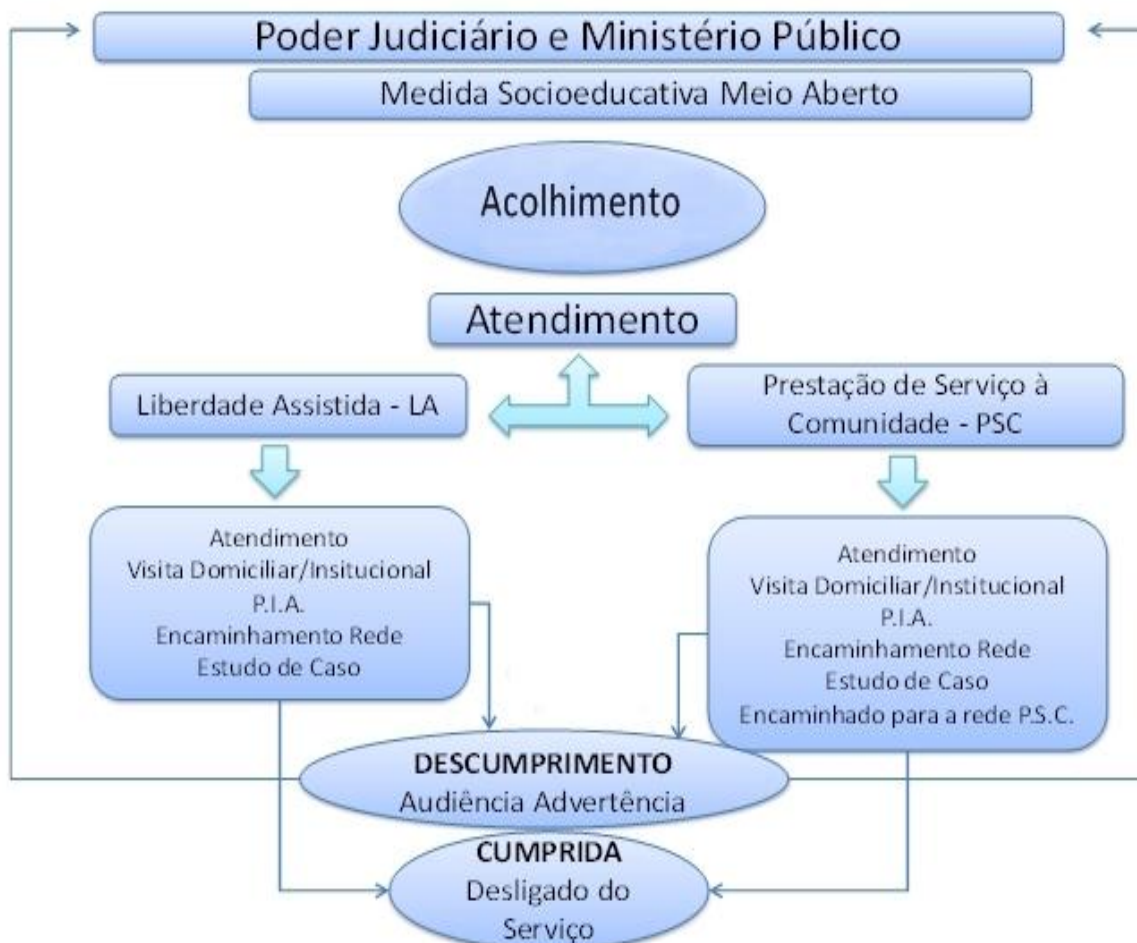 Poder Judiciário e Ministério Público
Medida Socioeducativa Meio Aberto
Acolhimento
Atendimento
Liberdade Assistida - LA
Prestação de Serviço à
Comunidade - PSC
Atendimento
Visita Domiciliar/Insitucional
P.I.A.
Encaminhamento Rede
Estudo de Caso
Atendimento
Visita Domiciliar/Institucional
P.I.A.
Encaminhamento Rede
Estudo de Caso
Encaminhado para a rede P.S.C.
DESCUMPRIMENTO
Audiência Advertência
CUMPRIDA
Desligado do
Serviço